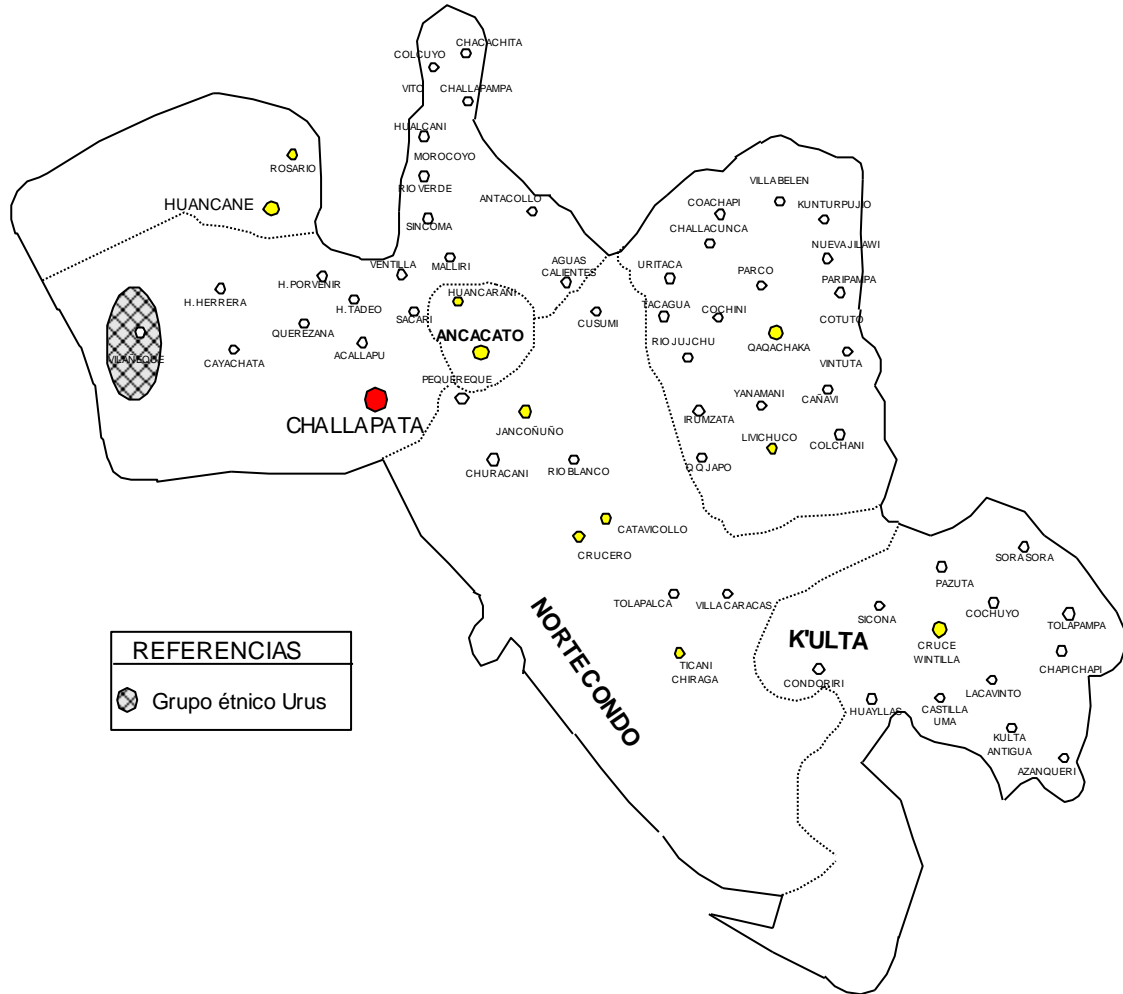 CHACACHITA
COLCUYO
VITO
CHALLAPAMPA
HUALCANI
MOROCOYO
RIO VERDE
ANTACOLLO
SINCOMA
ROSARIO
HUANCANE
VENTILLA
MALLIRI
AGUAS
CALIENTES
H. PORVENIR
H. HERRERA
H. TADEO
HUANCARANI
SACARI
ANCACATO
CUSUMI
QUEREZANA
VILAÑEQUE
CAYACHATA
ACALLAPU
PEQUEREQUE
CHALLAPATA
JANCOÑUÑO
CHURACANI
RIO BLANCO
VILLA BELEN
COACHAPI
KUNTURPUJIO
CHALLACUNCA
NUEVA JILAWI
URITACA
PARCO
PARIPAMPA
TACAGUA
COCHINI
COTUTO
RIO JUJCHU
QAQACHAKA
VINTUTA
YANAMANI
CAÑAVI
IRUMZATA
LIVICHUCO
COLCHANI
Q.Q JAPO
CATAVICOLLO
CRUCERO
TOLAPALCA
VILLA CARACAS
NORTE CONDO
TICANI
CHIRAGA
SORA SORA
PAZUTA
COCHUYO
SICONA
TOLAPAMPA
K'ULTA
CRUCE
WINTILLA
CHAPICHAPI
CONDORIRI
LACAVINTO
HUAYLLAS
CASTILLA
UMA
KULTA
ANTIGUA
AZANQUERI
REFERENCIAS
Grupo étnico Urus